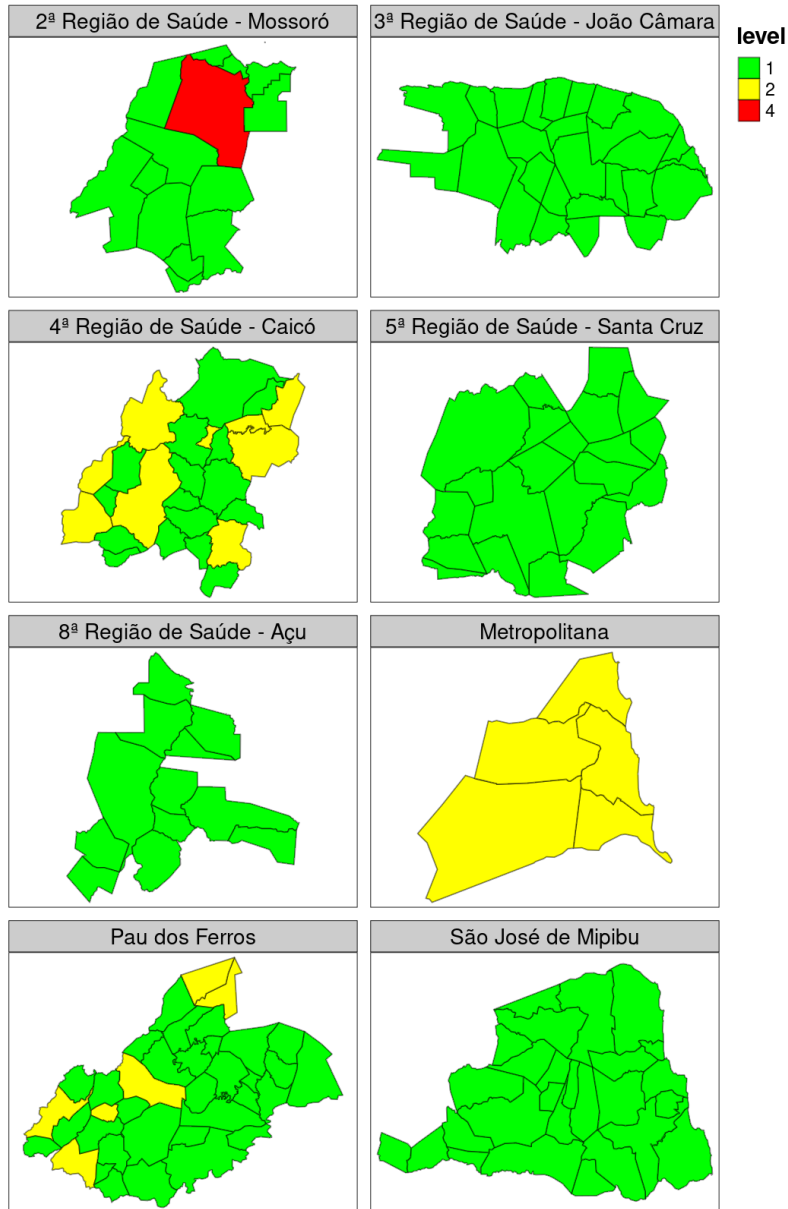 2ª Região de Saúde - Mossoró
3ª Região de Saúde - João Câmara
level
1
2
4
4ª Região de Saúde - Caicó
5ª Região de Saúde - Santa Cruz
8ª Região de Saúde - Açu
Metropolitana
Pau dos Ferros
São José de Mipibu